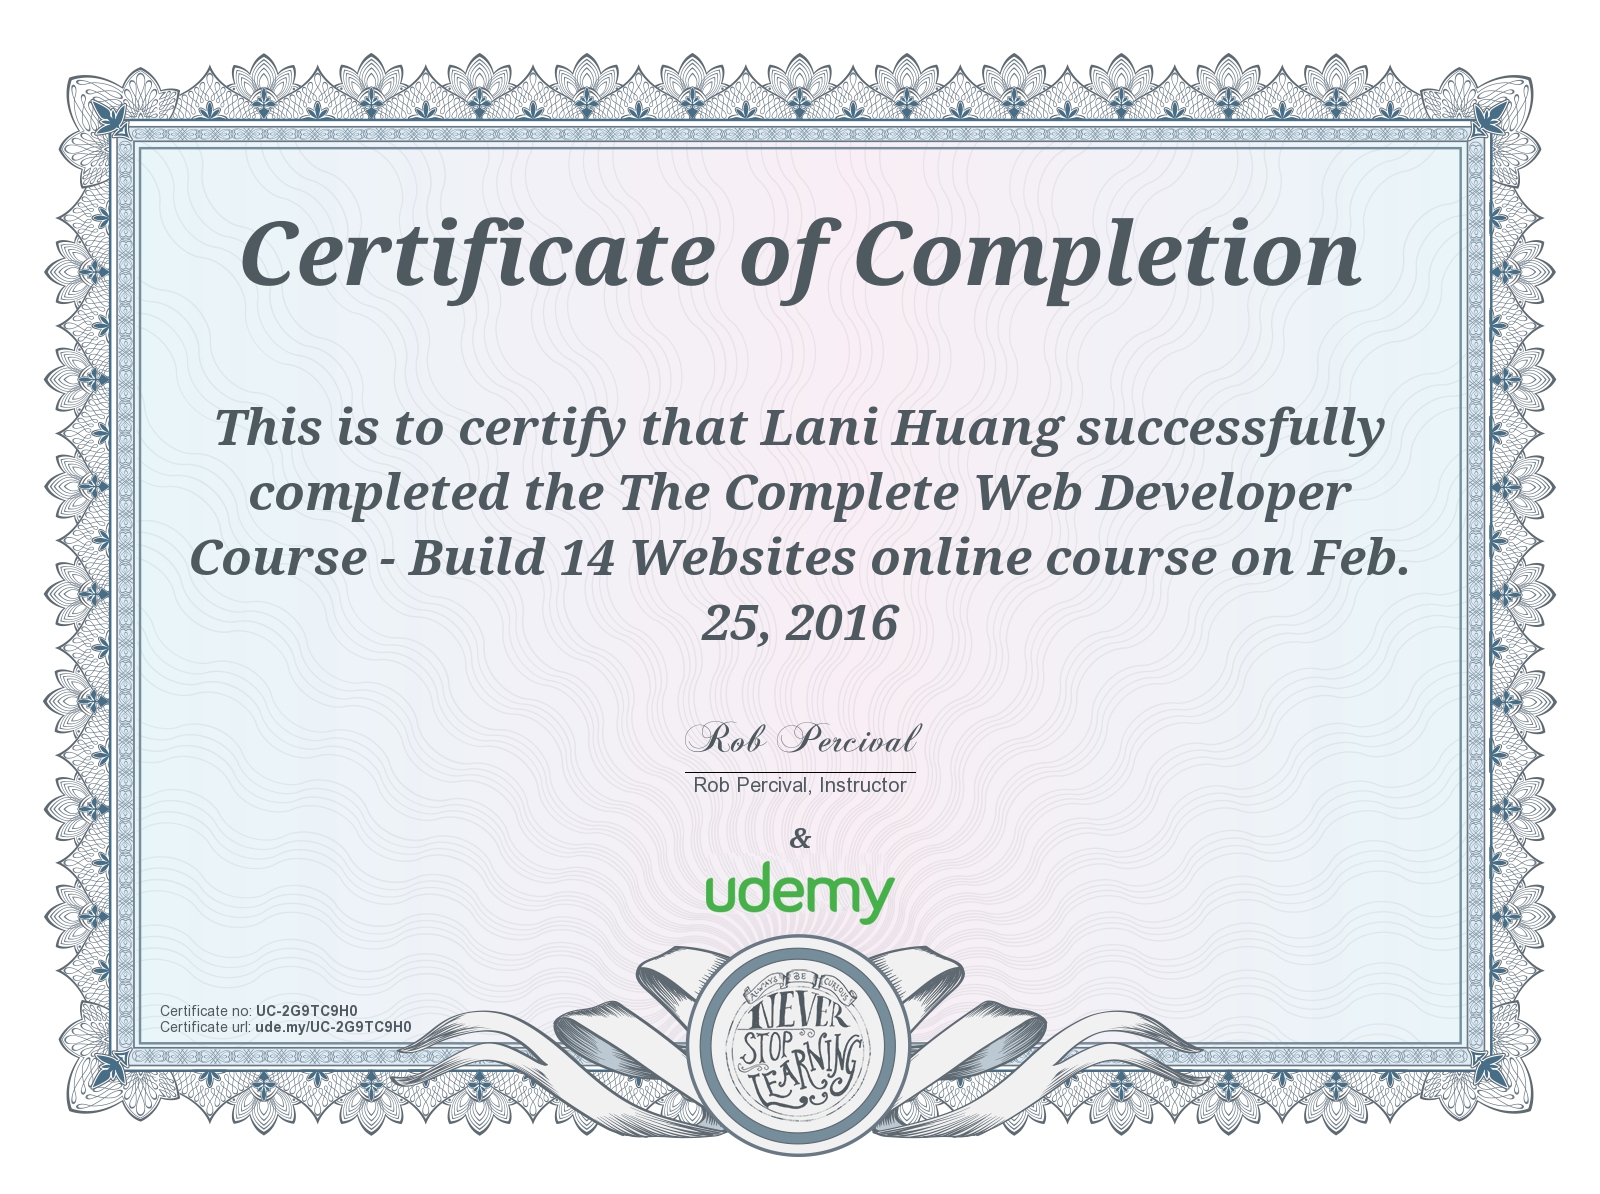 Certificate of Completion
This is to certify that Lani Huang successfully
completed the The Complete Web Developer
Course - Build 14 Websites online course on Feb.
25, 2016
Rob Percival
Rob Percival, Instructor
&
udemy
Certificate no: UC-2G9TC9H0
Certificate url: ude.my/UC-2G9TC9H0
ALWAYS BE CURIOUS
NEVER
STOP
LEARNING